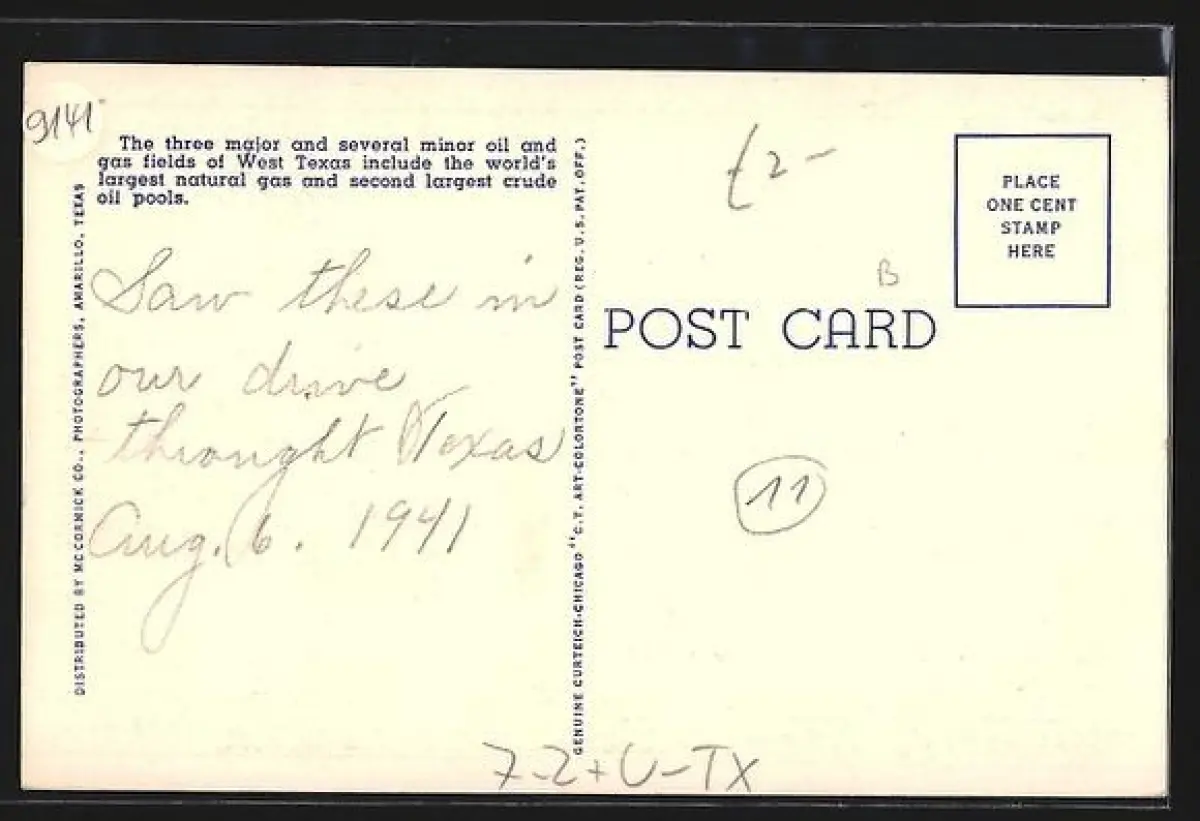 9141
The three major and several minor oil and
gas fields of West Texas include the world's
largest natural gas and second largest crude
oil pools.
Saw these in
our drive
throught Texas
Aug. 6. 1941
DISTRIBUTED BY MCCORMICK CO., PHOTOGRAPHERS, AMARILLO, TEXAS
GENUINE CURTEICH-CHICAGO "C.T. ART-COLORTONE" POST CARD (REG. U.S. PAT. OFF.)
2-
B
POST CARD
PLACE
ONE CENT
STAMP
HERE
11
7-2+U-TX